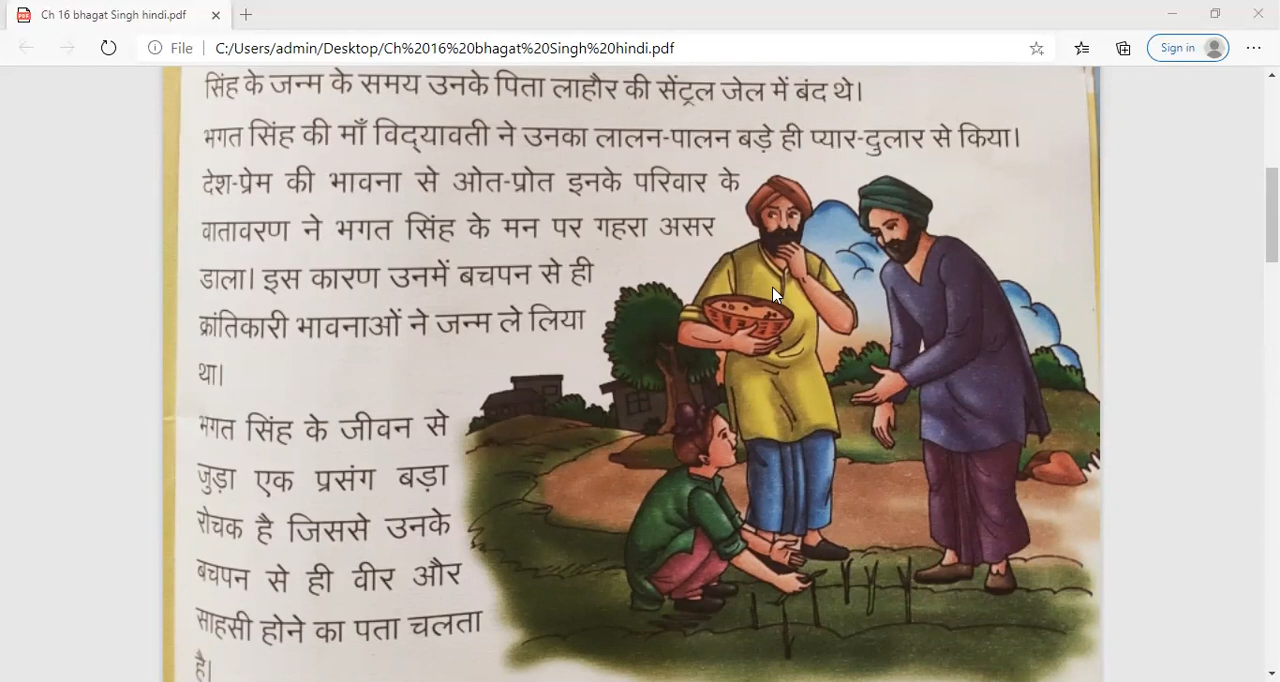 Ch 16 bhagat Singh hindi.pdf
File
C:/Users/admin/Desktop/Ch%2016%20bhagat%20Singh%20hindi.pdf
Sign in
सिंह के जन्म के समय उनके पिता लाहौर की सेंट्रल जेल में बंद थे।
भगत सिंह की माँ विद्यावती ने उनका लालन-पालन बड़े ही प्यार-दुलार से किया।
देश-प्रेम की भावना से ओत-प्रोत इनके परिवार के
वातावरण ने भगत सिंह के मन पर गहरा असर
डाला। इस कारण उनमें बचपन से ही
क्रांतिकारी भावनाओं ने जन्म ले लिया
था।
भगत सिंह के जीवन से
जुड़ा एक प्रसंग बड़ा
रोचक है जिससे उनके
बचपन से ही वीर और
साहसी होने का पता चलता
है।